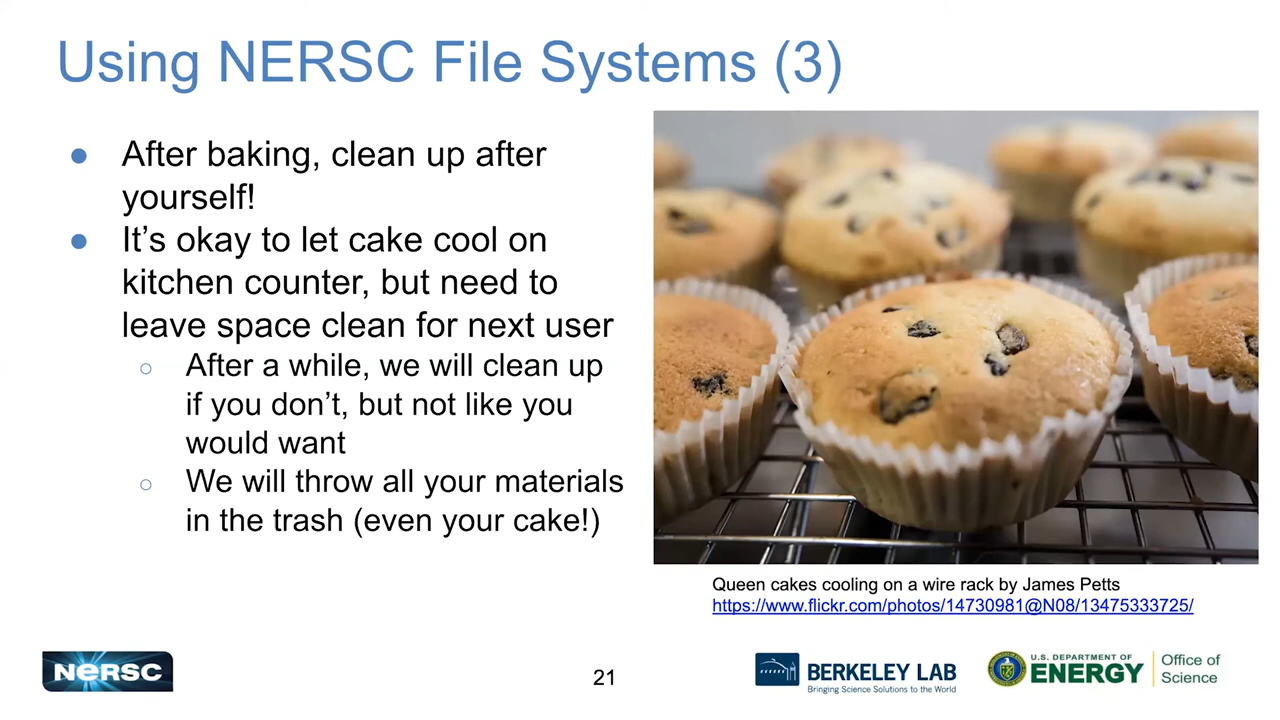 Using NERSC File Systems (3)
● After baking, clean up after
yourself!
● It’s okay to let cake cool on
kitchen counter, but need to
leave space clean for next user
○ After a while, we will clean up
if you don’t, but not like you
would want
○ We will throw all your materials
in the trash (even your cake!)
Queen cakes cooling on a wire rack by James Petts
https://www.flickr.com/photos/14730981@N08/13475333725/
NERSC
21
BERKELEY LAB
Bringing Science Solutions to the World
U.S. DEPARTMENT OF
ENERGY
Office of
Science